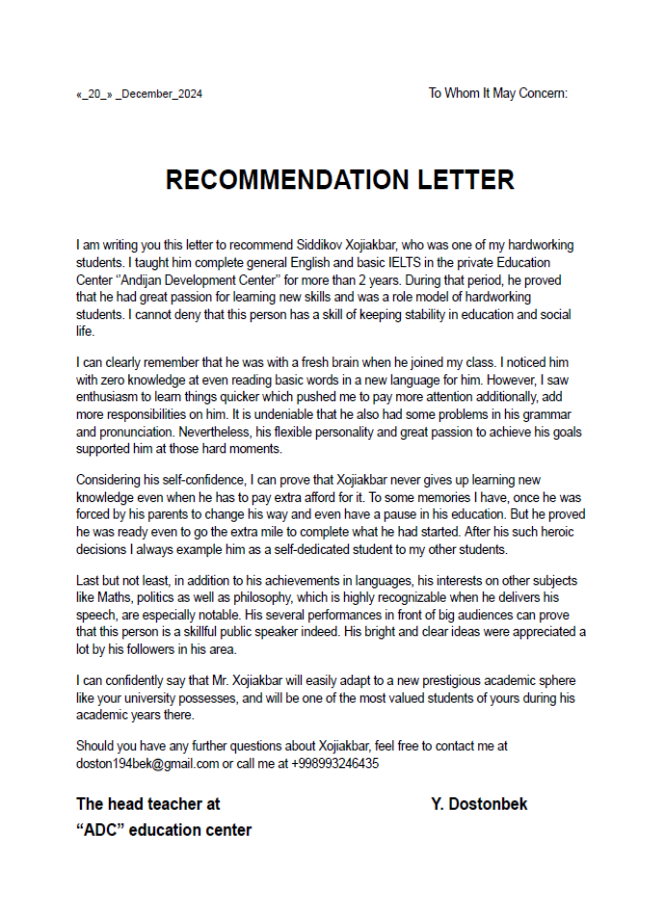 «_20_» _December_2024 To Whom It May Concern:
RECOMMENDATION LETTER
I am writing you this letter to recommend Siddikov Xojiakbar, who was one of my hardworking
students. I taught him complete general English and basic IELTS in the private Education
Center “Andijan Development Center” for more than 2 years. During that period, he proved
that he had great passion for learning new skills and was a role model of hardworking
students. I cannot deny that this person has a skill of keeping stability in education and social
life.
I can clearly remember that he was with a fresh brain when he joined my class. I noticed him
with zero knowledge at even reading basic words in a new language for him. However, I saw
enthusiasm to learn things quicker which pushed me to pay more attention additionally, add
more responsibilities on him. It is undeniable that he also had some problems in his grammar
and pronunciation. Nevertheless, his flexible personality and great passion to achieve his goals
supported him at those hard moments.
Considering his self-confidence, I can prove that Xojiakbar never gives up learning new
knowledge even when he has to pay extra afford for it. To some memories I have, once he was
forced by his parents to change his way and even have a pause in his education. But he proved
he was ready even to go the extra mile to complete what he had started. After his such heroic
decisions I always example him as a self-dedicated student to my other students.
Last but not least, in addition to his achievements in languages, his interests on other subjects
like Maths, politics as well as philosophy, which is highly recognizable when he delivers his
speech, are especially notable. His several performances in front of big audiences can prove
that this person is a skillful public speaker indeed. His bright and clear ideas were appreciated a
lot by his followers in his area.
I can confidently say that Mr. Xojiakbar will easily adapt to a new prestigious academic sphere
like your university possesses, and will be one of the most valued students of yours during his
academic years there.
Should you have any further questions about Xojiakbar, feel free to contact me at
doston194bek@gmail.com or call me at +998993246435
The head teacher at Y. Dostonbek
“ADC” education center